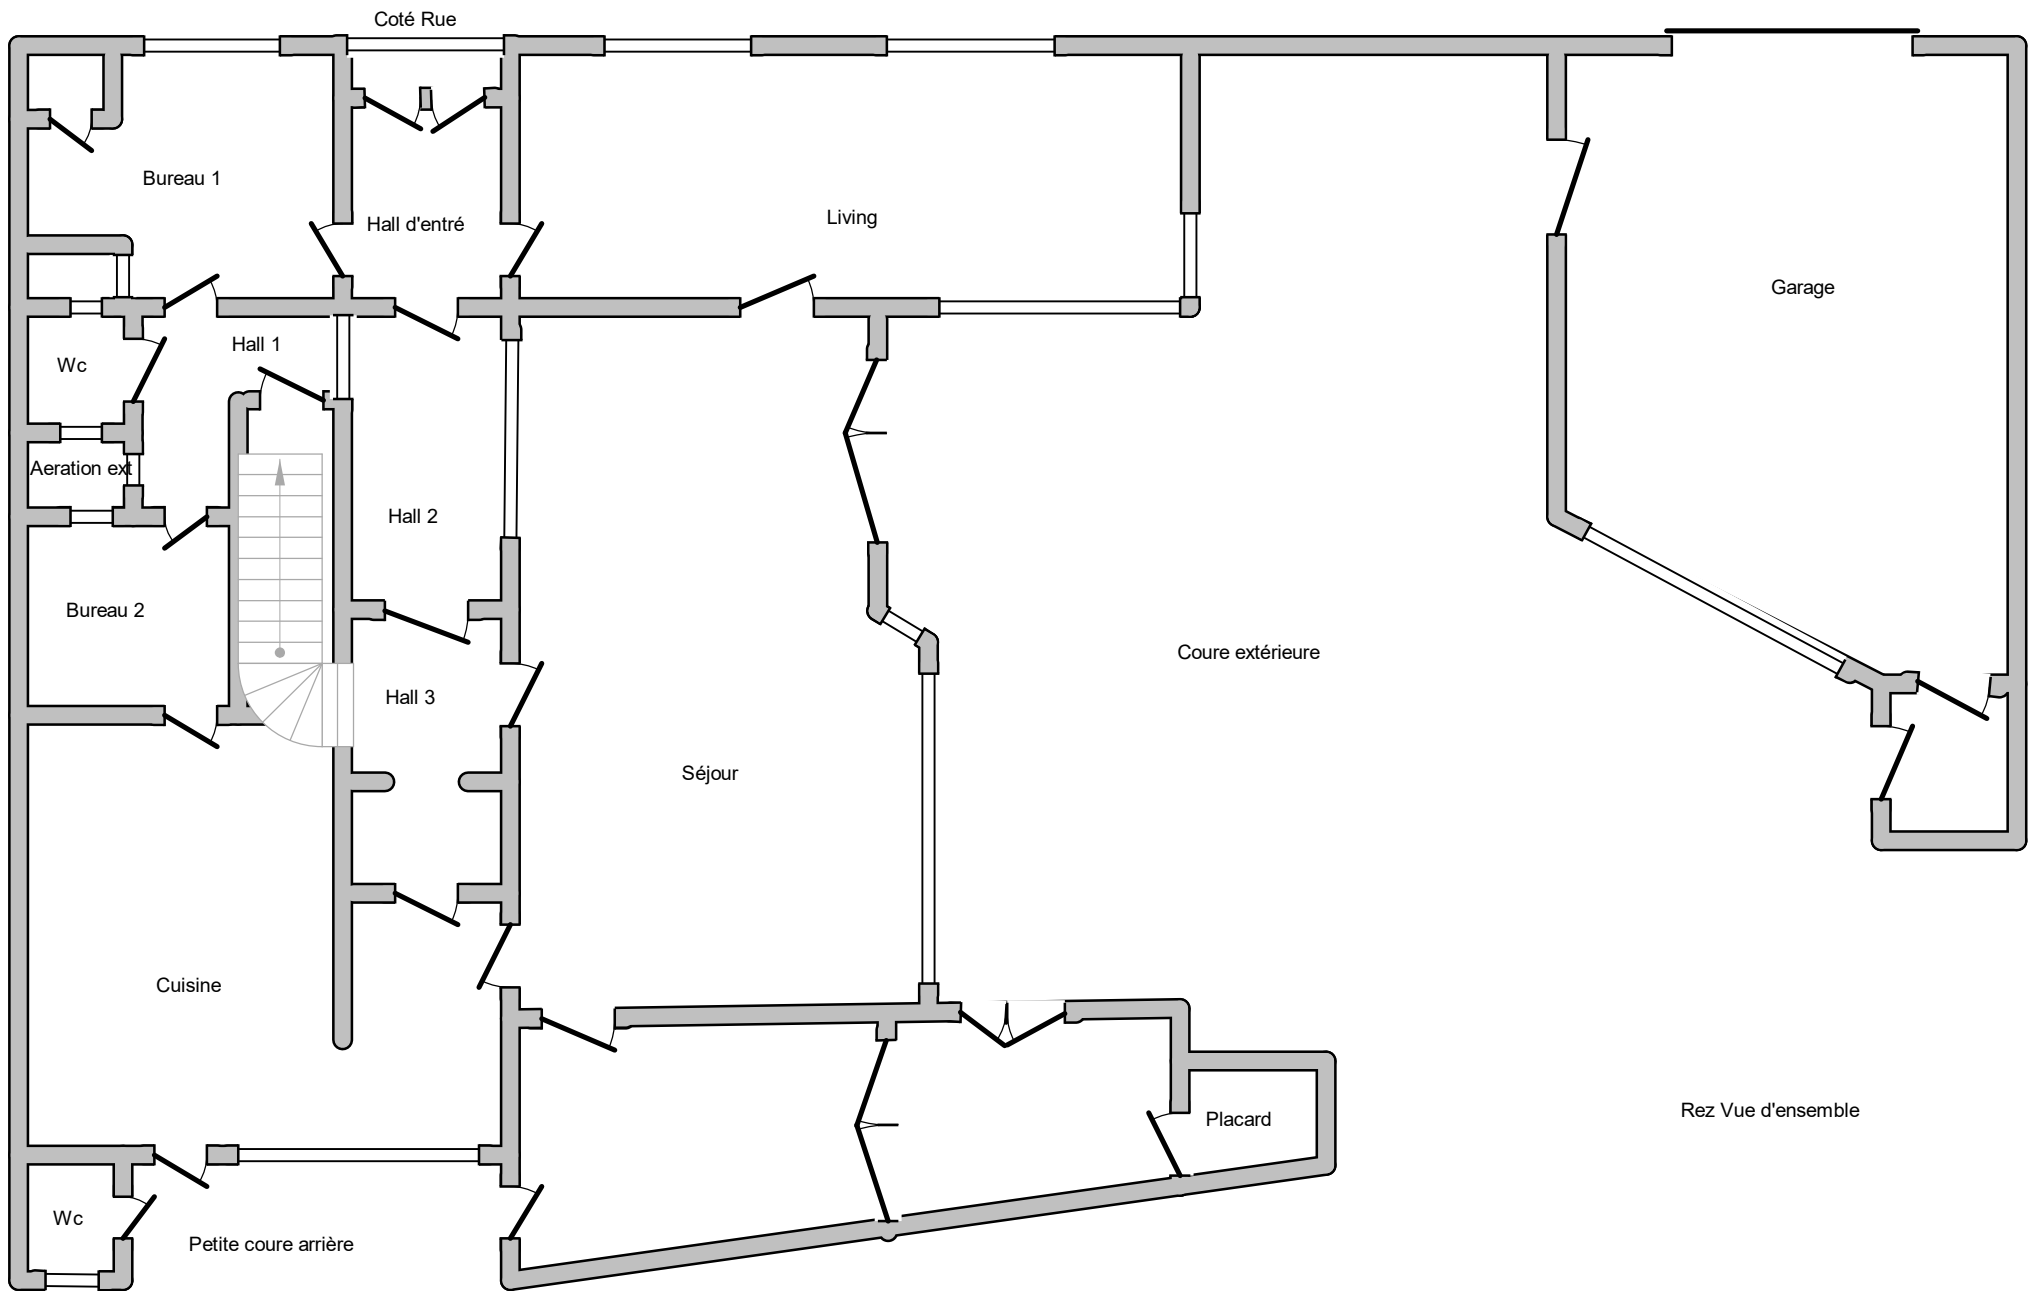 Coté Rue
Bureau 1
Hall d'entré
Living
Garage
Hall 1
Wc
Aeration ext
Hall 2
Bureau 2
Coure extérieure
Hall 3
Séjour
Cuisine
Placard
Rez Vue d'ensemble
Wc
Petite coure arrière